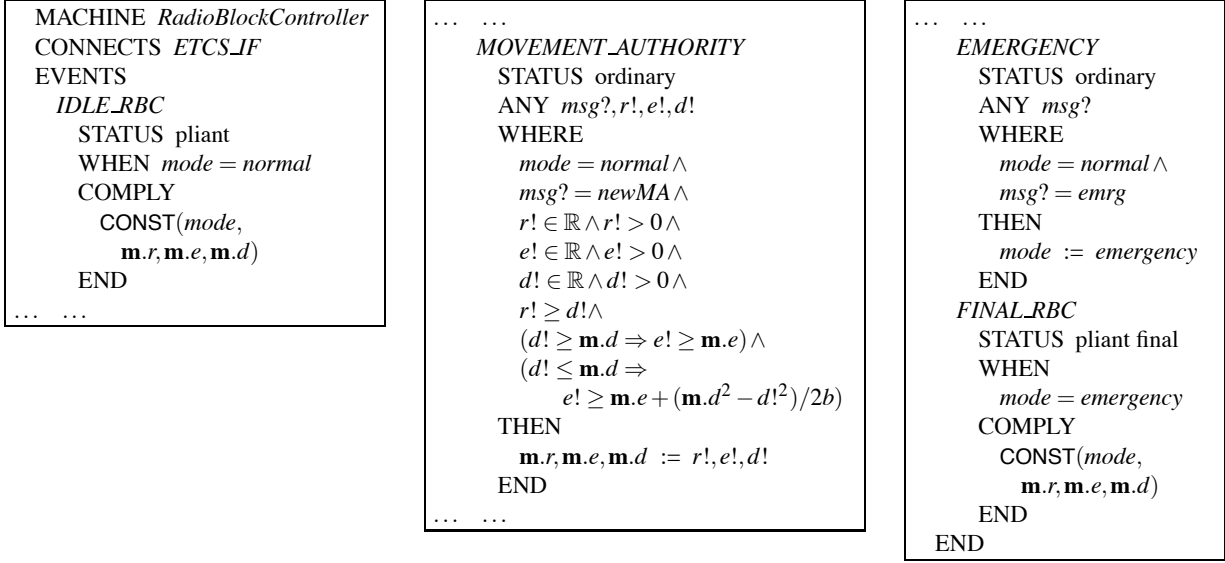 MACHINE RadioBlockController
CONNECTS ETCS_IF
EVENTS
IDLE_RBC
STATUS pliant
WHEN mode = normal
COMPLY
CONST(mode,
m.r, m.e, m.d)
END
... ...
... ...
MOVEMENT_AUTHORITY
STATUS ordinary
ANY msg?, r!, e!, d!
WHERE
mode = normal ∧
msg? = newMA ∧
r! ∈ ℝ ∧ r! > 0 ∧
e! ∈ ℝ ∧ e! > 0 ∧
d! ∈ ℝ ∧ d! > 0 ∧
r! ≥ d! ∧
(d! ≥ m.d ⇒ e! ≥ m.e) ∧
(d! ≤ m.d ⇒
e! ≥ m.e + (m.d² − d!²)/2b)
THEN
m.r, m.e, m.d := r!, e!, d!
END
... ...
... ...
EMERGENCY
STATUS ordinary
ANY msg?
WHERE
mode = normal ∧
msg? = emrg
THEN
mode := emergency
END
FINAL_RBC
STATUS pliant final
WHEN
mode = emergency
COMPLY
CONST(mode,
m.r, m.e, m.d)
END
END